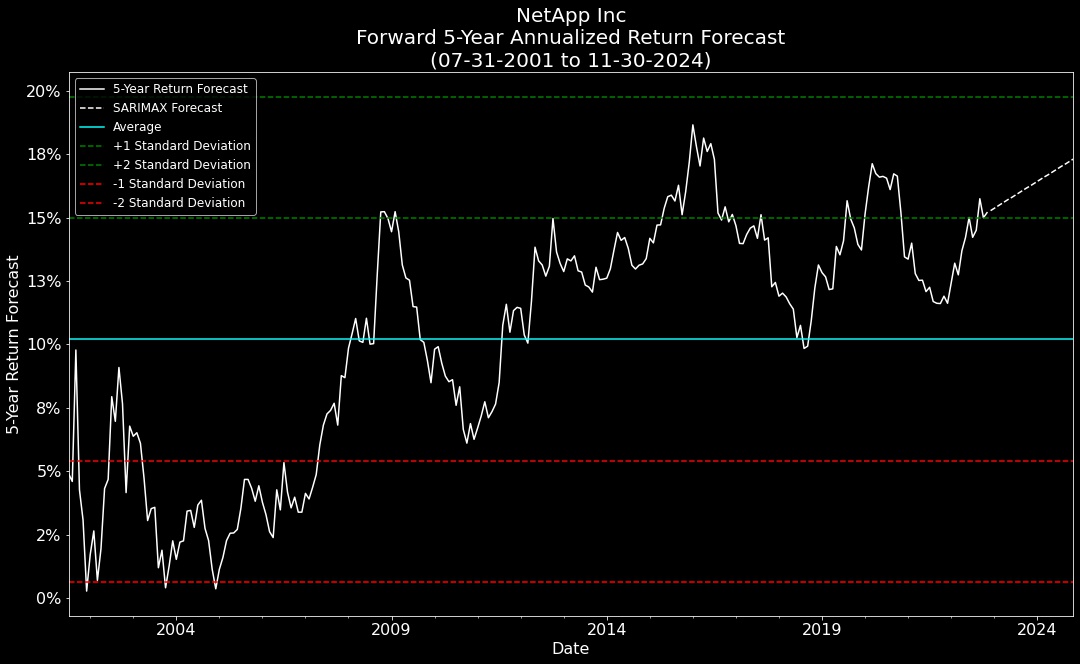 NetApp Inc
Forward 5-Year Annualized Return Forecast
(07-31-2001 to 11-30-2024)
5-Year Return Forecast
SARIMAX Forecast
Average
+1 Standard Deviation
+2 Standard Deviation
-1 Standard Deviation
-2 Standard Deviation
5-Year Return Forecast
20%
18%
15%
13%
10%
8%
5%
2%
0%
2004
2009
2014
2019
2024
Date